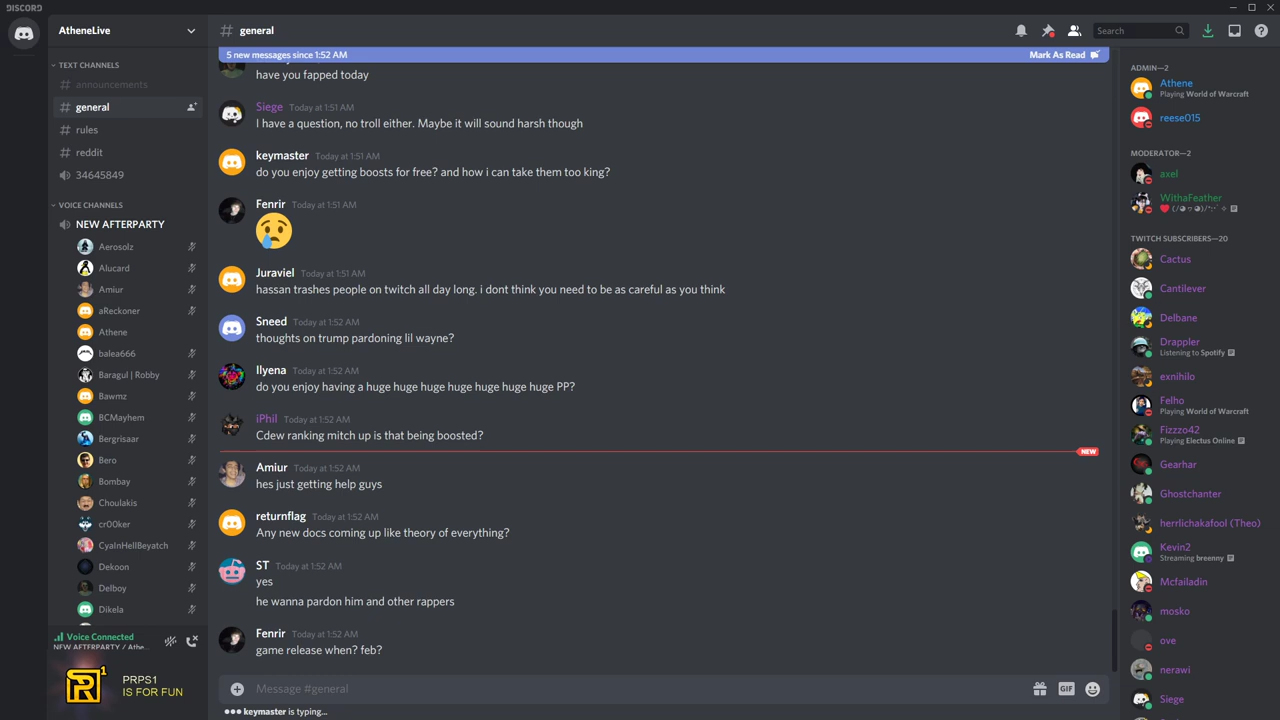 DISCORD
AtheneLive
TEXT CHANNELS
# announcements
# general
# rules
# reddit
34645849
VOICE CHANNELS
NEW AFTERPARTY
Aerosolz
Alucard
Amiur
aReckoner
Athene
balea666
Baragul | Robby
Bawmz
BCMayhem
Bergrisaar
Bero
Bombay
Choulakis
cr00ker
CyaInHellBeyatch
Dekoon
Delboy
Dikela
Voice Connected
NEW AFTERPARTY / Athe...
R1
PRPS1
IS FOR FUN
# general
Search
5 new messages since 1:52 AM
Mark As Read
have you fapped today
Siege Today at 1:51 AM
I have a question, no troll either. Maybe it will sound harsh though
keymaster Today at 1:51 AM
do you enjoy getting boosts for free? and how i can take them too king?
Fenrir Today at 1:51 AM
Juraviel Today at 1:51 AM
hassan trashes people on twitch all day long. i dont think you need to be as careful as you think
Sneed Today at 1:52 AM
thoughts on trump pardoning lil wayne?
Ilyena Today at 1:52 AM
do you enjoy having a huge huge huge huge huge huge huge PP?
iPhil Today at 1:52 AM
Cdew ranking mitch up is that being boosted?
NEW
Amiur Today at 1:52 AM
hes just getting help guys
returnflag Today at 1:52 AM
Any new docs coming up like theory of everything?
ST Today at 1:52 AM
yes
he wanna pardon him and other rappers
Fenrir Today at 1:52 AM
game release when? feb?
Message #general
GIF
keymaster is typing...
ADMIN—2
Athene
Playing World of Warcraft
reese015
MODERATOR—2
axel
WithaFeather
TWITCH SUBSCRIBERS—20
Cactus
Cantilever
Delbane
Drappler
Listening to Spotify
exnihilo
Felho
Playing World of Warcraft
Fizzzo42
Playing Electus Online
Gearhar
Ghostchanter
herrlichakafool (Theo)
Kevin2
Streaming breenny
Mcfailadin
mosko
ove
nerawi
Siege